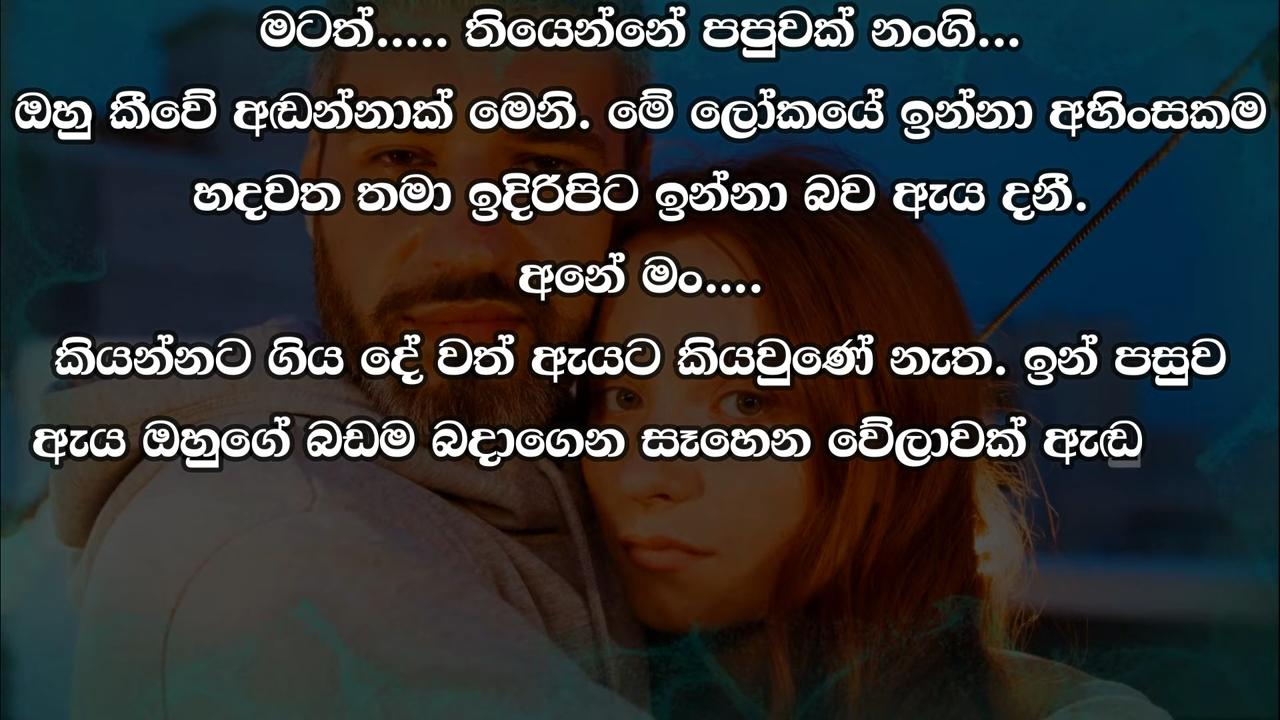 මටත්..... තියෙන්නේ පපුවක් නංගි...
ඔහු කීවේ අඬන්නාක් මෙනි. මේ ලෝකයේ ඉන්නා අහිංසකම
හදවත තමා ඉදිරිපිට ඉන්නා බව ඇය දනී.
අනේ මං....
කියන්නට ගිය දේ වත් ඇයට කියවුණේ නැත. ඉන් පසුව
ඇය ඔහුගේ බඩම බදාගෙන සෑහෙන වේලාවක් ඇඬු